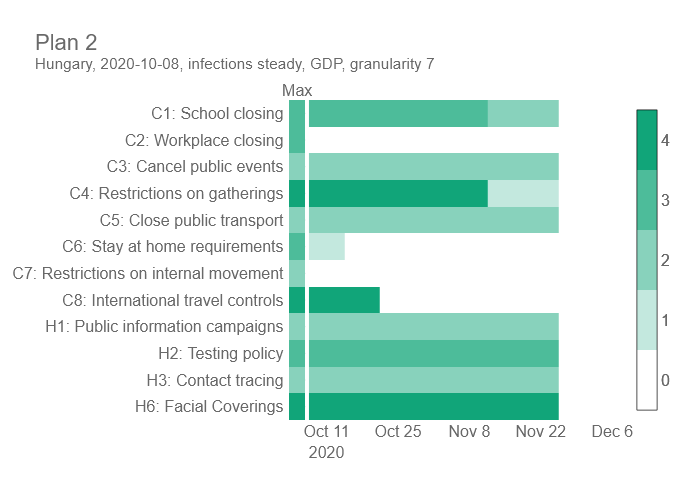 Plan 2
Hungary, 2020-10-08, infections steady, GDP, granularity 7
Max
C1: School closing
C2: Workplace closing
C3: Cancel public events
C4: Restrictions on gatherings
C5: Close public transport
C6: Stay at home requirements
C7: Restrictions on internal movement
C8: International travel controls
H1: Public information campaigns
H2: Testing policy
H3: Contact tracing
H6: Facial Coverings
Oct 11 Oct 25 Nov 8 Nov 22 Dec 6
2020
4
3
2
1
0